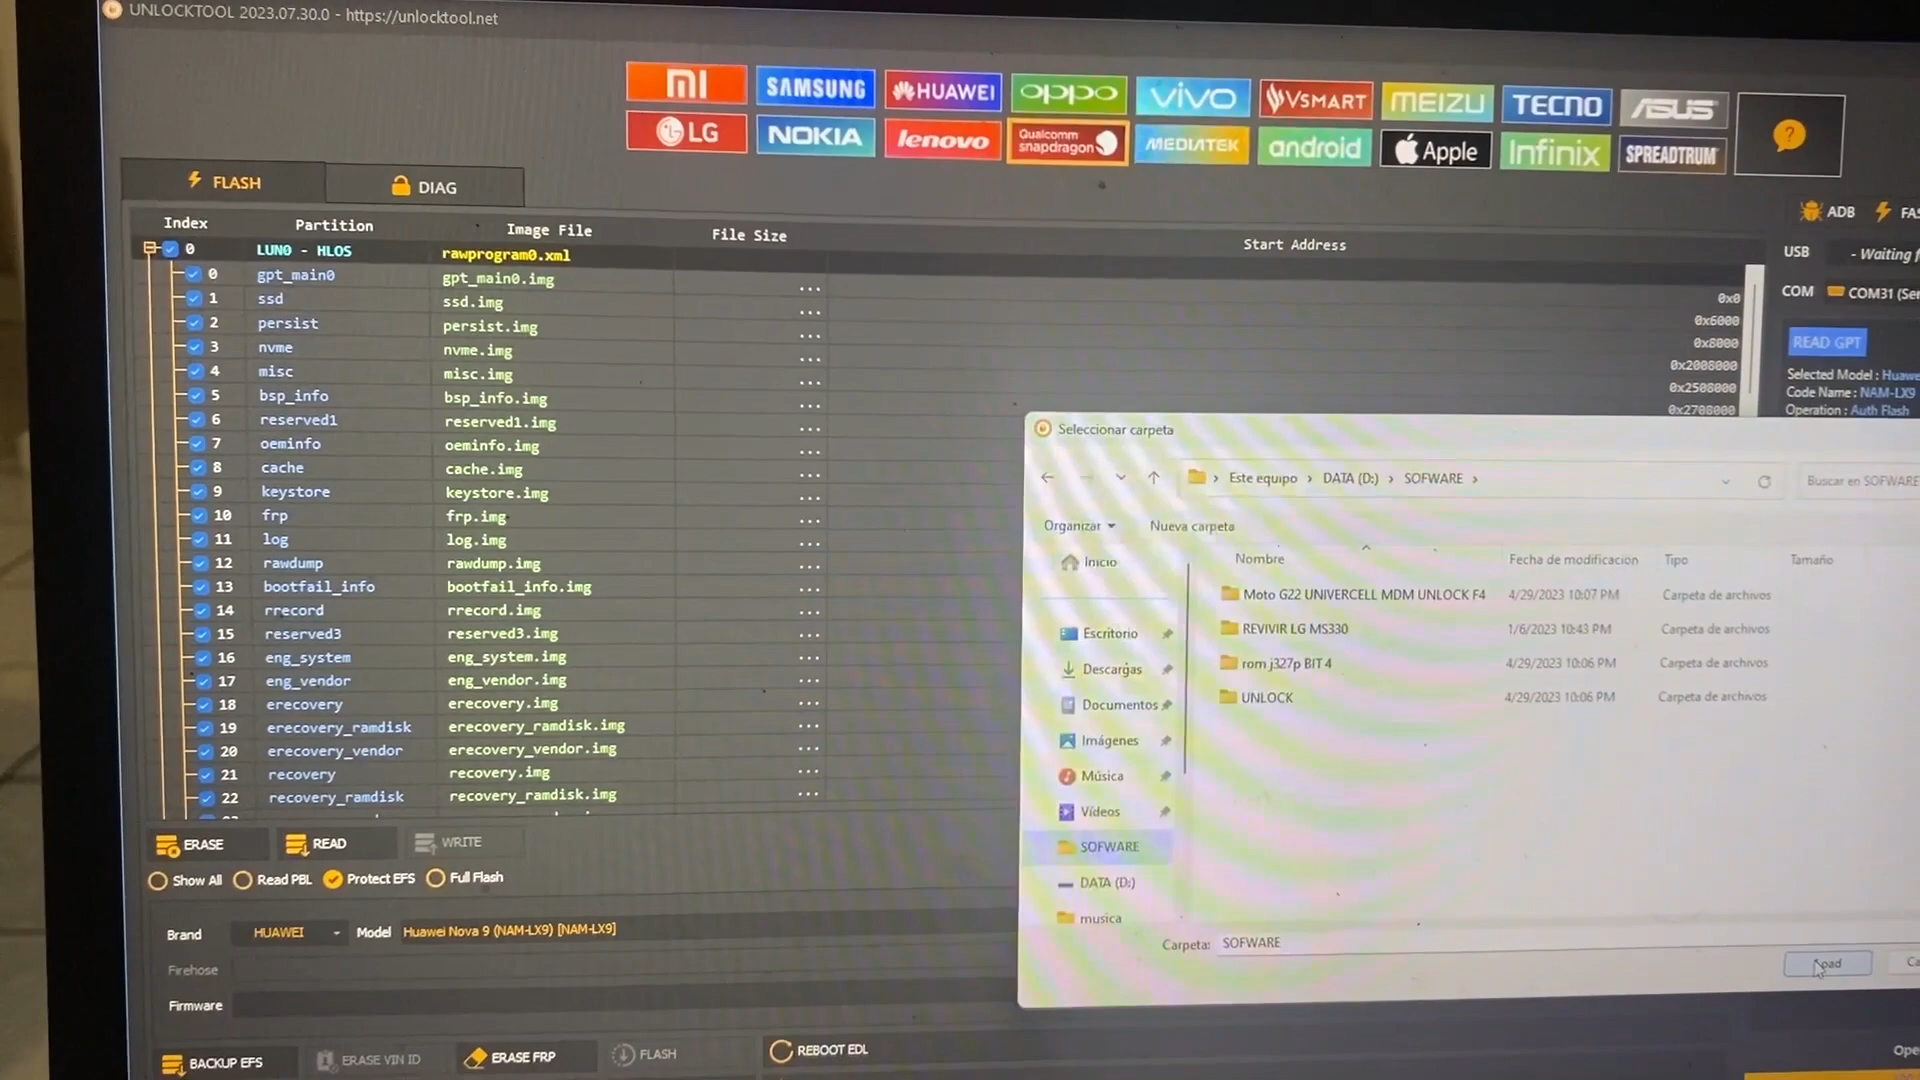 UNLOCKTOOL 2023.07.30.0 - https://unlocktool.net
MI SAMSUNG HUAWEI oppo vivo VSMART MEIZU TECNO ASUS
LG NOKIA lenovo Qualcomm snapdragon MEDIATEK android Apple Infinix SPREADTRUM
?
FLASH DIAG
ADB
Index Partition Image File File Size Start Address
USB - Waiting
COM COM31
READ GPT
Selected Model :
Code Name : NAM-LX9
Operation : Auth Flash
0 LUN0 - HLOS rawprogram0.xml
0 gpt_main0 gpt_main0.img ... 0x0
1 ssd ssd.img ... 0x6000
2 persist persist.img ... 0x8000
3 nvme nvme.img ... 0x2008000
4 misc misc.img ... 0x2508000
5 bsp_info bsp_info.img ... 0x2708000
6 reserved1 reserved1.img ...
7 oeminfo oeminfo.img ...
8 cache cache.img ...
9 keystore keystore.img ...
10 frp frp.img ...
11 log log.img ...
12 rawdump rawdump.img ...
13 bootfail_info bootfail_info.img ...
14 rrecord rrecord.img ...
15 reserved3 reserved3.img ...
16 eng_system eng_system.img ...
17 eng_vendor eng_vendor.img ...
18 erecovery erecovery.img ...
19 erecovery_ramdisk erecovery_ramdisk.img ...
20 erecovery_vendor erecovery_vendor.img ...
21 recovery recovery.img ...
22 recovery_ramdisk recovery_ramdisk.img ...
ERASE READ WRITE
Show All Read PBL Protect EFS Full Flash
Brand HUAWEI Model Huawei Nova 9 (NAM-LX9) [NAM-LX9]
Firehose
Firmware
BACKUP EFS ERASE VIN ID ERASE FRP FLASH REBOOT EDL
Seleccionar carpeta
Este equipo > DATA (D:) > SOFWARE >
Buscar en SOFWARE
Organizar Nueva carpeta
Nombre Fecha de modificación Tipo Tamaño
Moto G22 UNIVERCELL MDM UNLOCK F4 4/29/2023 10:07 PM Carpeta de archivos
REVIVIR LG MS330 1/6/2023 10:43 PM Carpeta de archivos
rom j327p BIT 4 4/29/2023 10:06 PM Carpeta de archivos
UNLOCK 4/29/2023 10:06 PM Carpeta de archivos
Inicio
Escritorio
Descargas
Documentos
Imágenes
Música
Vídeos
SOFWARE
DATA (D:)
musica
Carpeta: SOFWARE